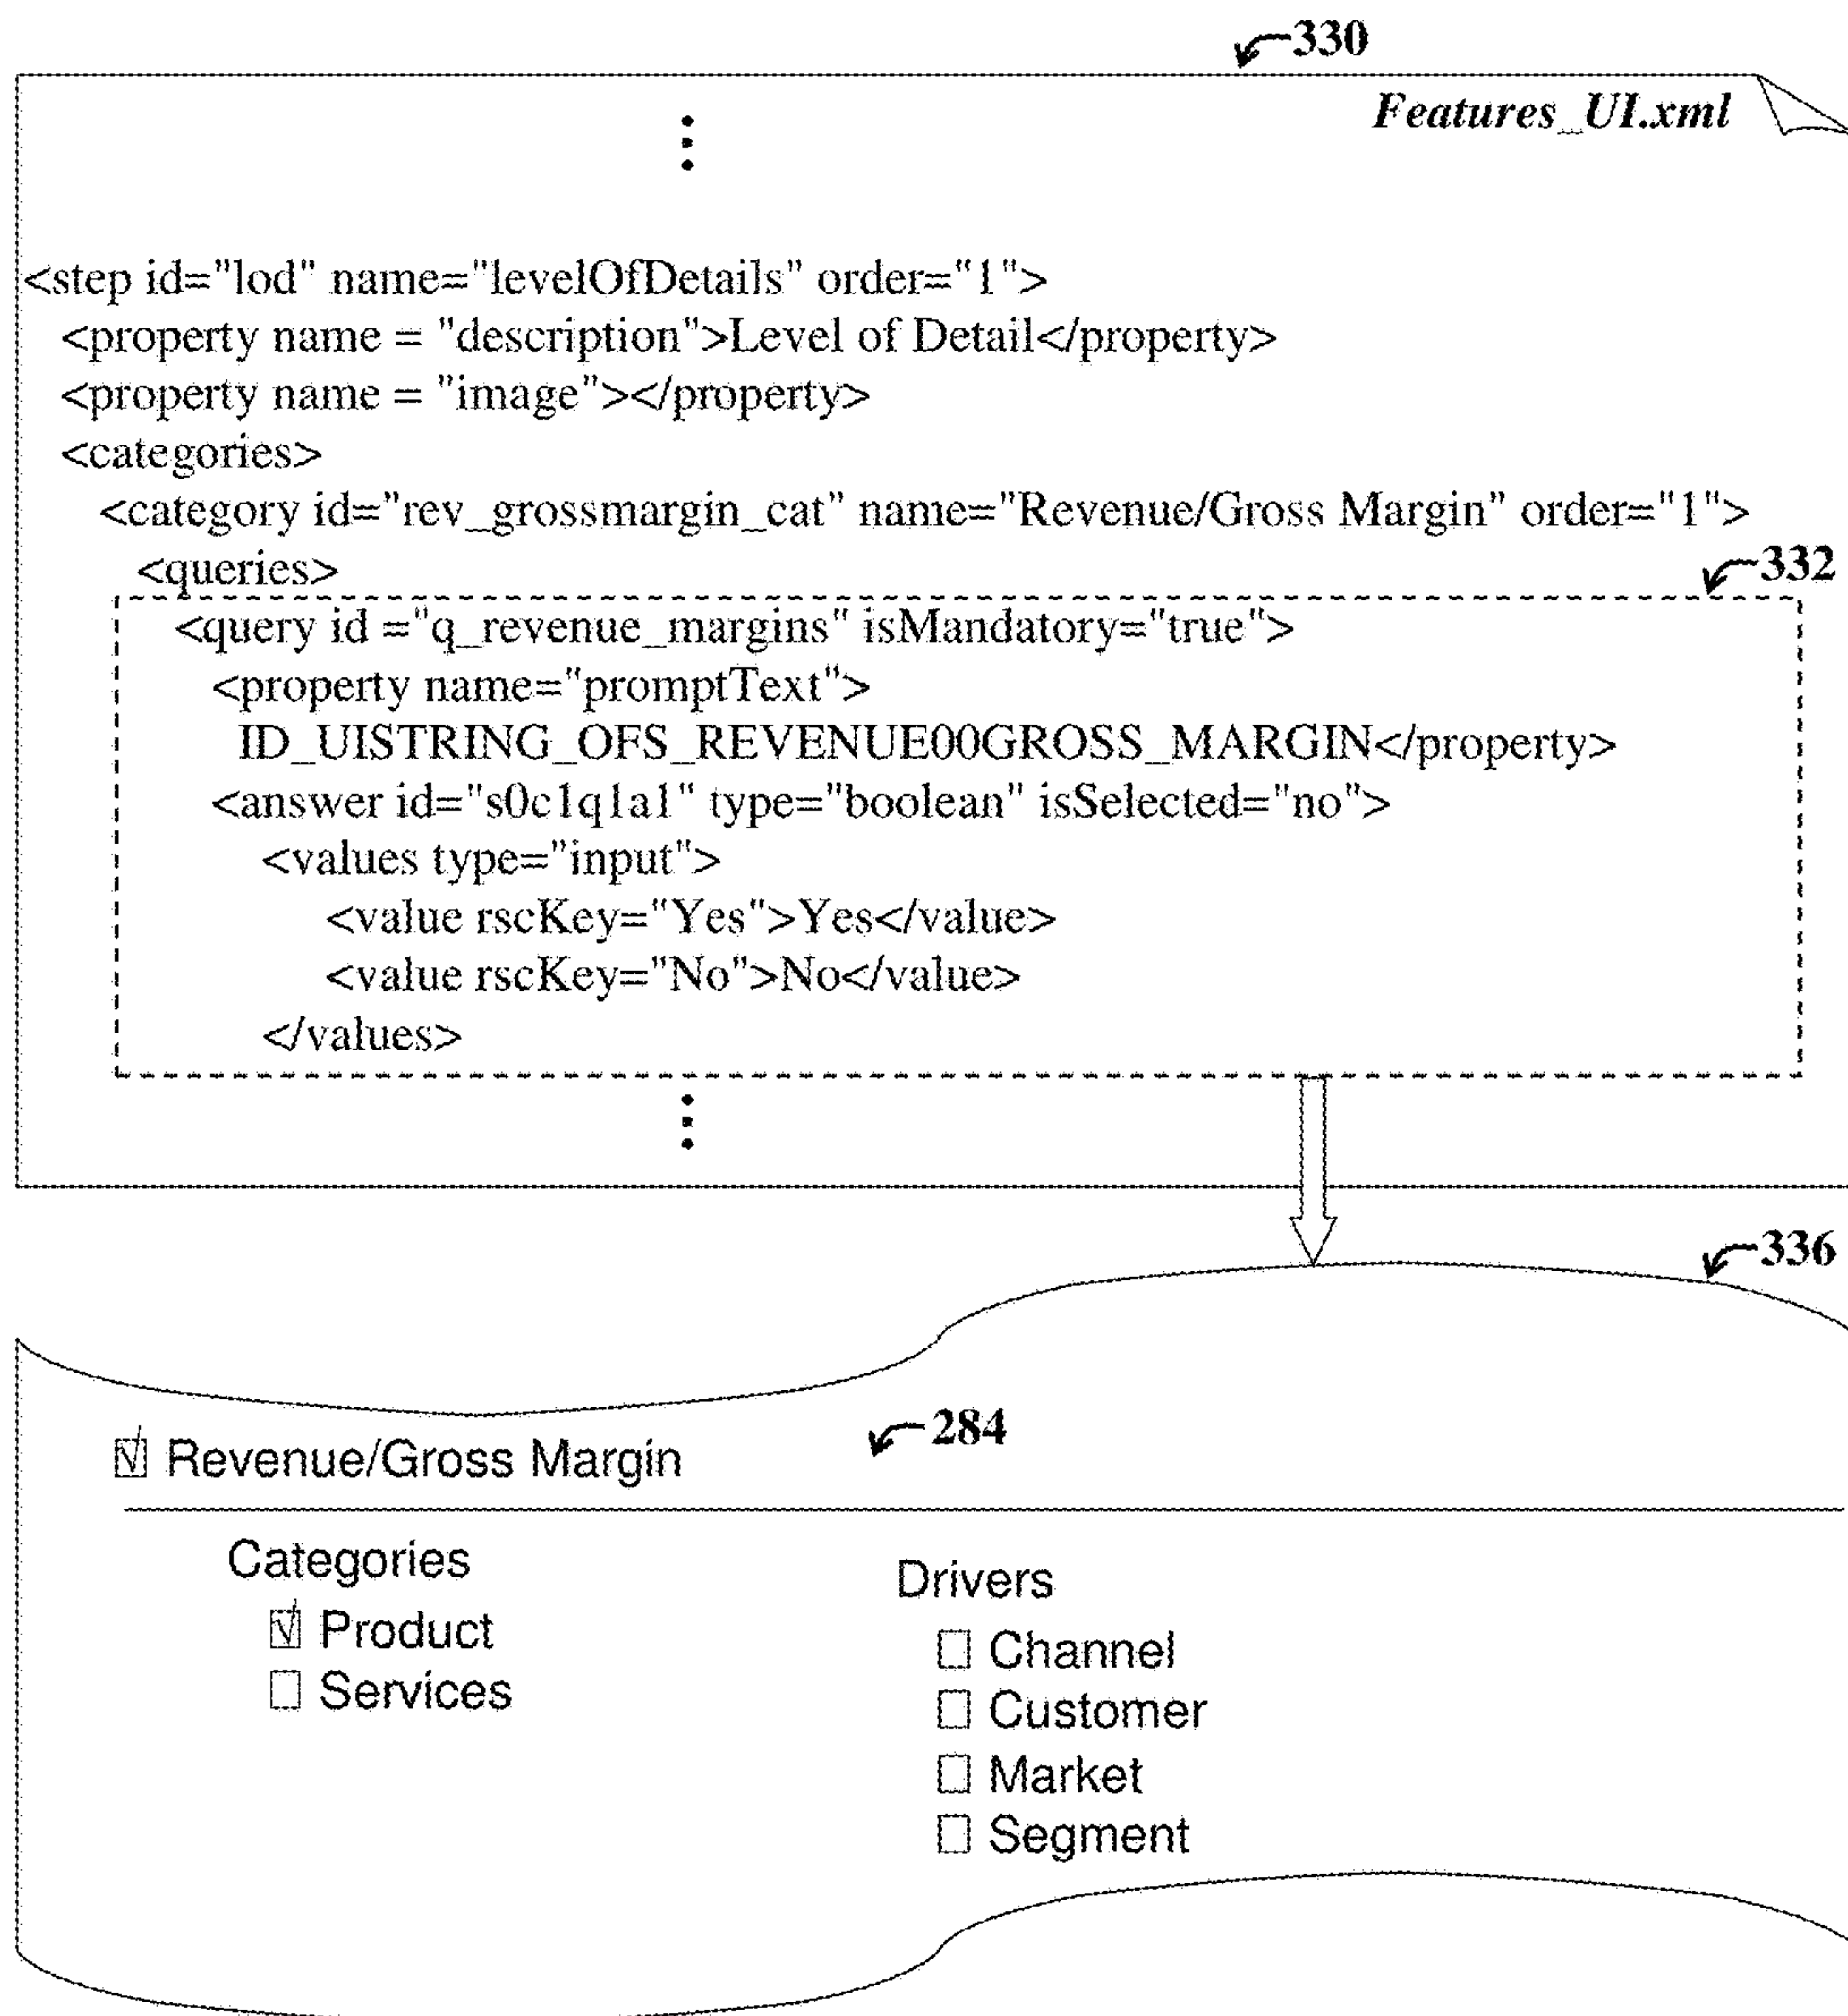 330
Features_UI.xml
<step id="lod" name="levelOfDetails" order="1">
<property name = "description">Level of Detail</property>
<property name = "image"></property>
<categories>
<category id="rev_grossmargin_cat" name="Revenue/Gross Margin" order="1">
<queries>
332
<query id ="q_revenue_margins" isMandatory="true">
<property name="promptText">
ID_UISTRING_OFS_REVENUE00GROSS_MARGIN</property>
<answer id="s0c1q1a1" type="boolean" isSelected="no">
<values type="input">
<value rscKey="Yes">Yes</value>
<value rscKey="No">No</value>
</values>
336
284
Revenue/Gross Margin
Categories
Product
Services
Drivers
Channel
Customer
Market
Segment